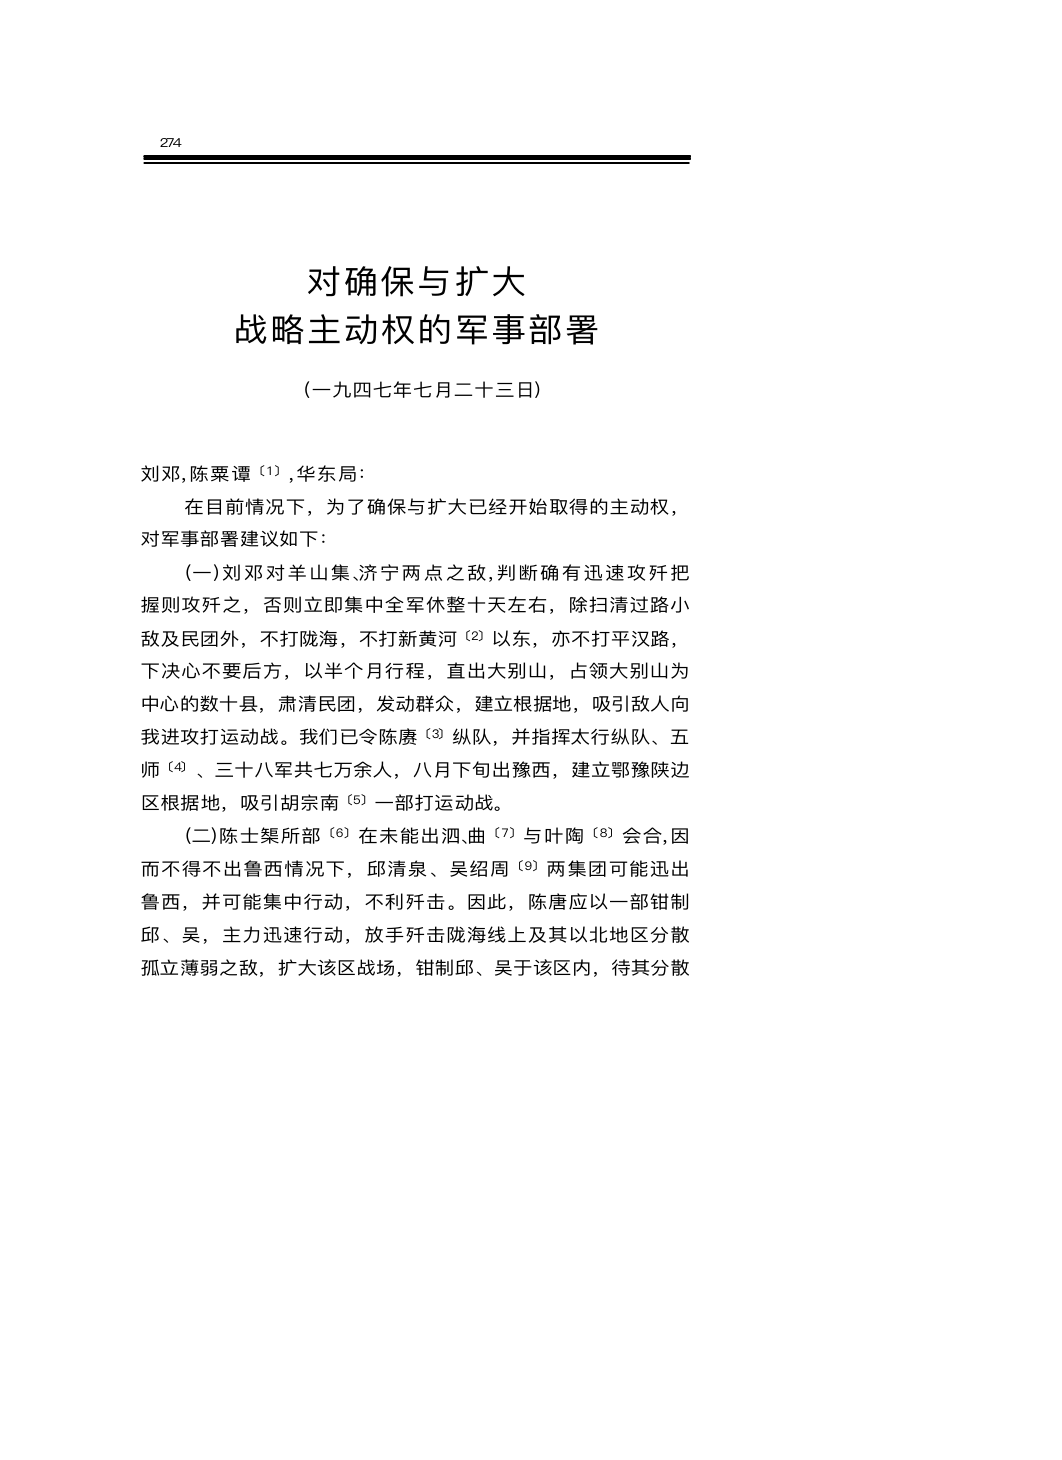 274
对确保与扩大
战略主动权的军事部署
(一九四七年七月二十三日)
刘邓,陈粟谭〔1〕,华东局:
在目前情况下，为了确保与扩大已经开始取得的主动权，
对军事部署建议如下:
(一)刘邓对羊山集、济宁两点之敌,判断确有迅速攻歼把
握则攻歼之，否则立即集中全军休整十天左右，除扫清过路小
敌及民团外，不打陇海，不打新黄河〔2〕以东，亦不打平汉路，
下决心不要后方，以半个月行程，直出大别山，占领大别山为
中心的数十县，肃清民团，发动群众，建立根据地，吸引敌人向
我进攻打运动战。我们已令陈赓〔3〕纵队，并指挥太行纵队、五
师〔4〕、三十八军共七万余人，八月下旬出豫西，建立鄂豫陕边
区根据地，吸引胡宗南〔5〕一部打运动战。
(二)陈士榘所部〔6〕在未能出泗、曲〔7〕与叶陶〔8〕会合,因
而不得不出鲁西情况下，邱清泉、吴绍周〔9〕两集团可能迅出
鲁西，并可能集中行动，不利歼击。因此，陈唐应以一部钳制
邱、吴，主力迅速行动，放手歼击陇海线上及其以北地区分散
孤立薄弱之敌，扩大该区战场，钳制邱、吴于该区内，待其分散